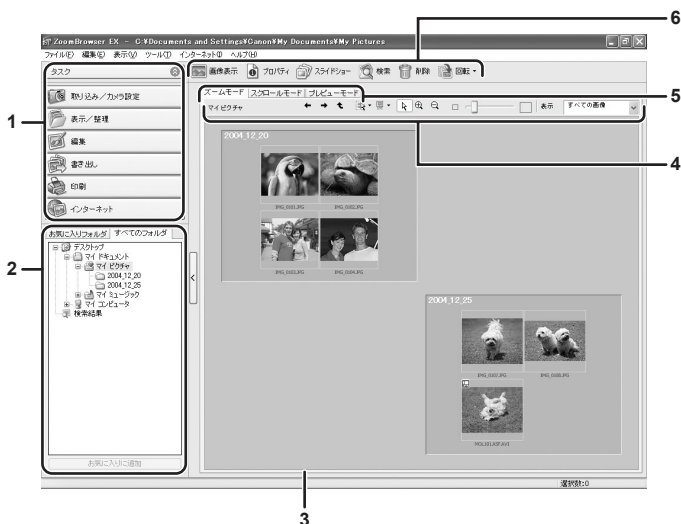 6
ZoomBrowser EX - C:¥Documents and Settings¥Canon¥My Documents¥My Pictures
ファイル(F) 編集(E) 表示(V) ツール(T) インターネット(I) ヘルプ(H)
タスク
画像表示 プロパティ スライドショー 検索 削除 回転
1
取り込み／カメラ設定
表示／整理
編集
書き出し
印刷
インターネット
ズームモード スクロールモード プレビューモード
5
マイピクチャ
表示 すべての画像
4
2
お気に入りフォルダ すべてのフォルダ
デスクトップ
マイ ドキュメント
マイ ピクチャ
2004_12_20
2004_12_25
マイ ミュージック
マイ コンピュータ
検索結果
お気に入りに追加
2004_12_20
IMG_0101.JPG IMG_0102.JPG
IMG_0103.JPG IMG_0104.JPG
2004_12_25
選択数:0
3